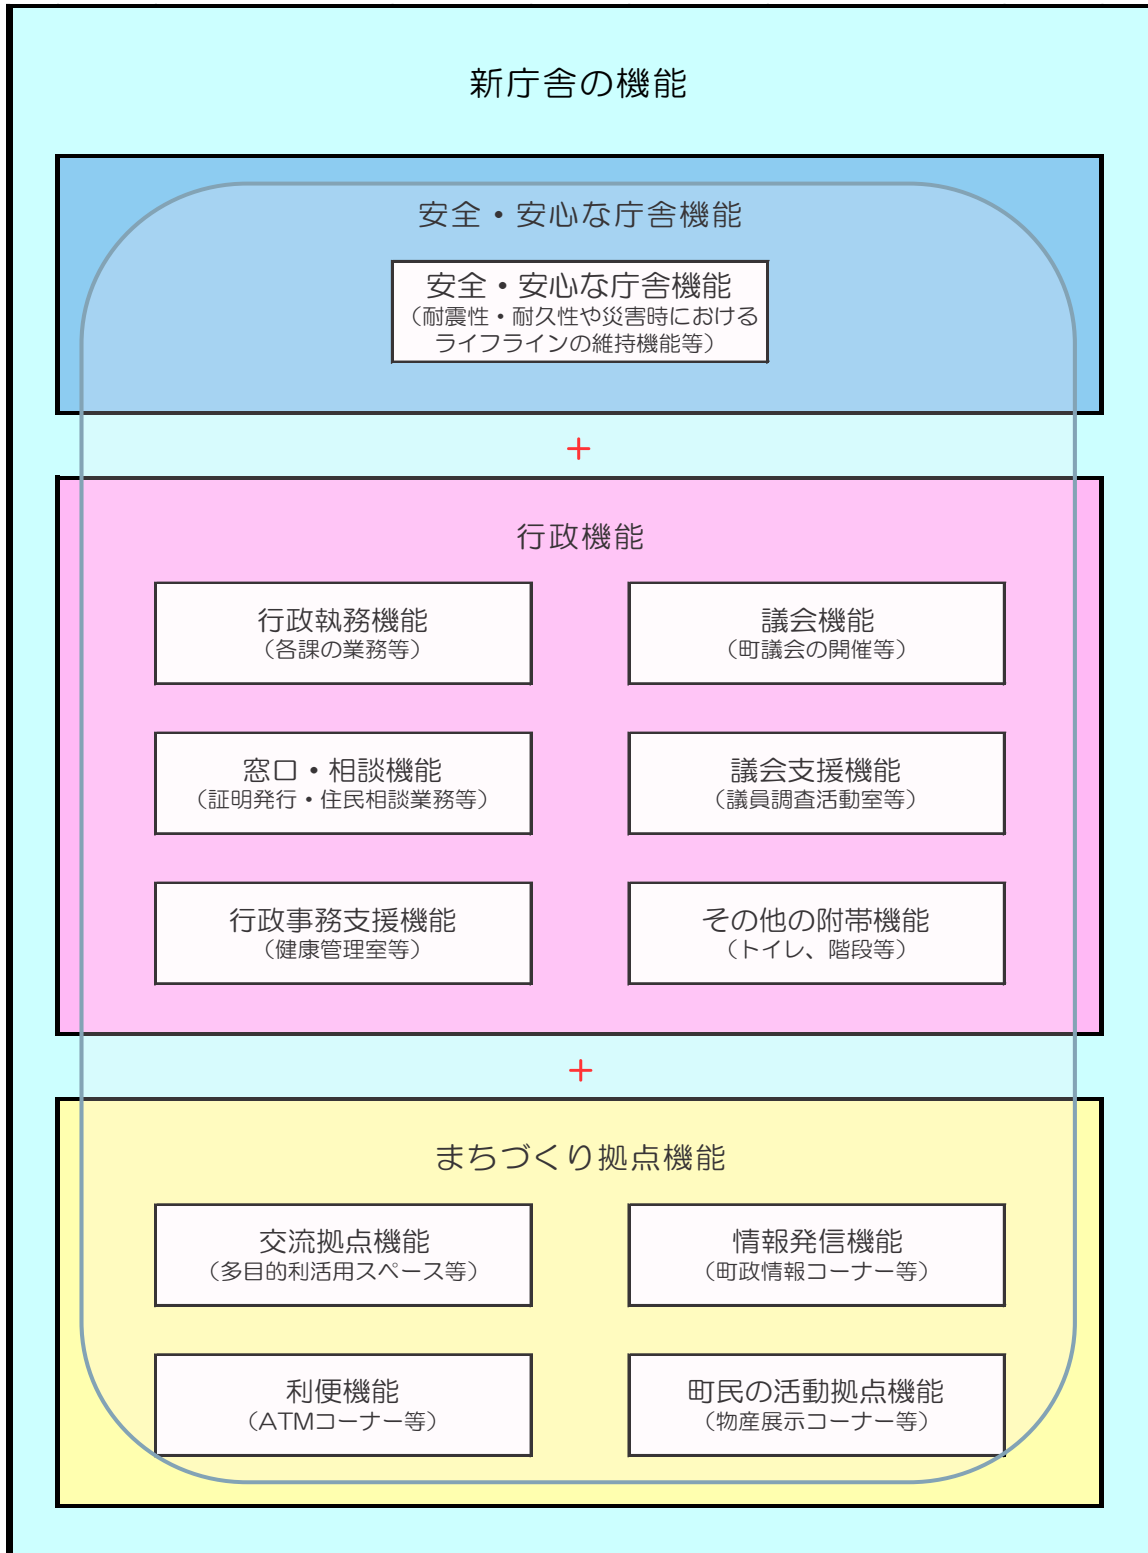 新庁舎の機能
安全・安心な庁舎機能
安全・安心な庁舎機能
（耐震性・耐久性や災害時における
ライフラインの維持機能等）
＋
行政機能
行政執務機能
（各課の業務等）
議会機能
（町議会の開催等）
窓口・相談機能
（証明発行・住民相談業務等）
議会支援機能
（議員調査活動室等）
行政事務支援機能
（健康管理室等）
その他の附帯機能
（トイレ、階段等）
＋
まちづくり拠点機能
交流拠点機能
（多目的利活用スペース等）
情報発信機能
（町政情報コーナー等）
利便機能
（ATMコーナー等）
町民の活動拠点機能
（物産展示コーナー等）